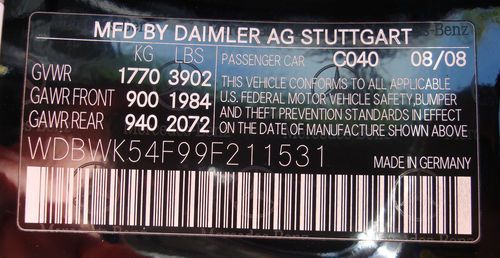 MFD BY DAIMLER AG STUTTGART
KG LBS
PASSENGER CAR C040 08/08
GVWR 1770 3902
GAWR FRONT 900 1984
GAWR REAR 940 2072
THIS VEHICLE CONFORMS TO ALL APPLICABLE
U.S. FEDERAL MOTOR VEHICLE SAFETY, BUMPER
AND THEFT PREVENTION STANDARDS IN EFFECT
ON THE DATE OF MANUFACTURE SHOWN ABOVE
WDBWK54F99F211531
MADE IN GERMANY